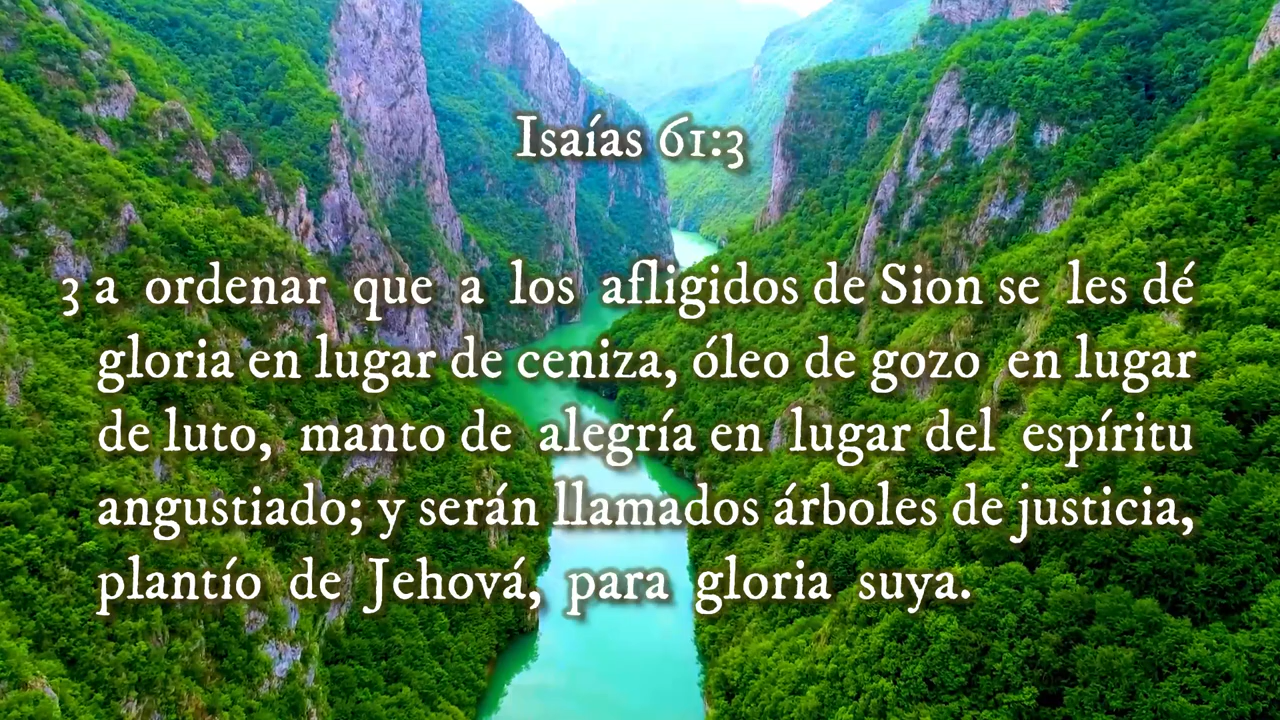 Isaías 61:3
3 a ordenar que a los afligidos de Sion se les dé
gloria en lugar de ceniza, óleo de gozo en lugar
de luto, manto de alegría en lugar del espíritu
angustiado; y serán llamados árboles de justicia,
plantío de Jehová, para gloria suya.